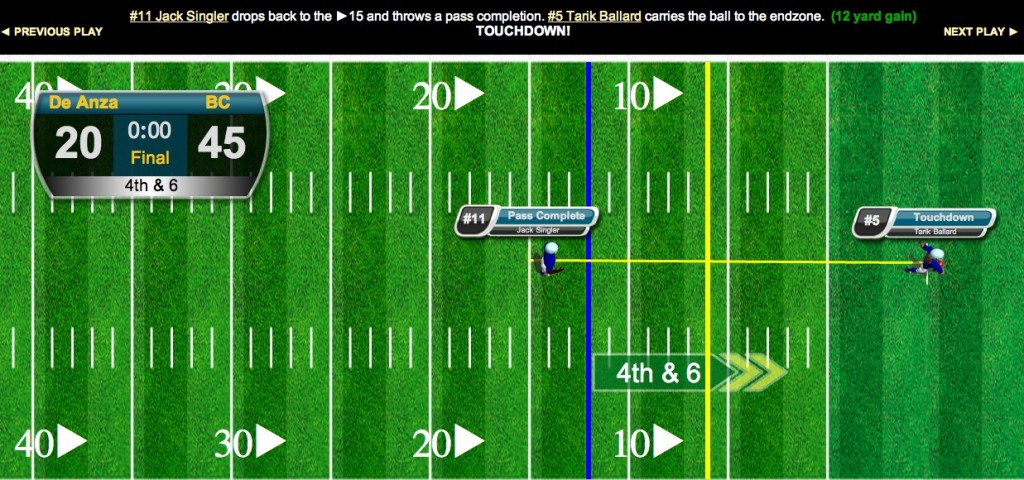 #11 Jack Singler drops back to the ►15 and throws a pass completion. #5 Tarik Ballard carries the ball to the endzone. (12 yard gain)
◄ PREVIOUS PLAY TOUCHDOWN! NEXT PLAY ►
40 20 10
De Anza BC
20 0:00 45
Final
4th & 6
#11 Pass Complete
Jack Singler
#5 Touchdown
Tarik Ballard
4th & 6
40 30 20 10